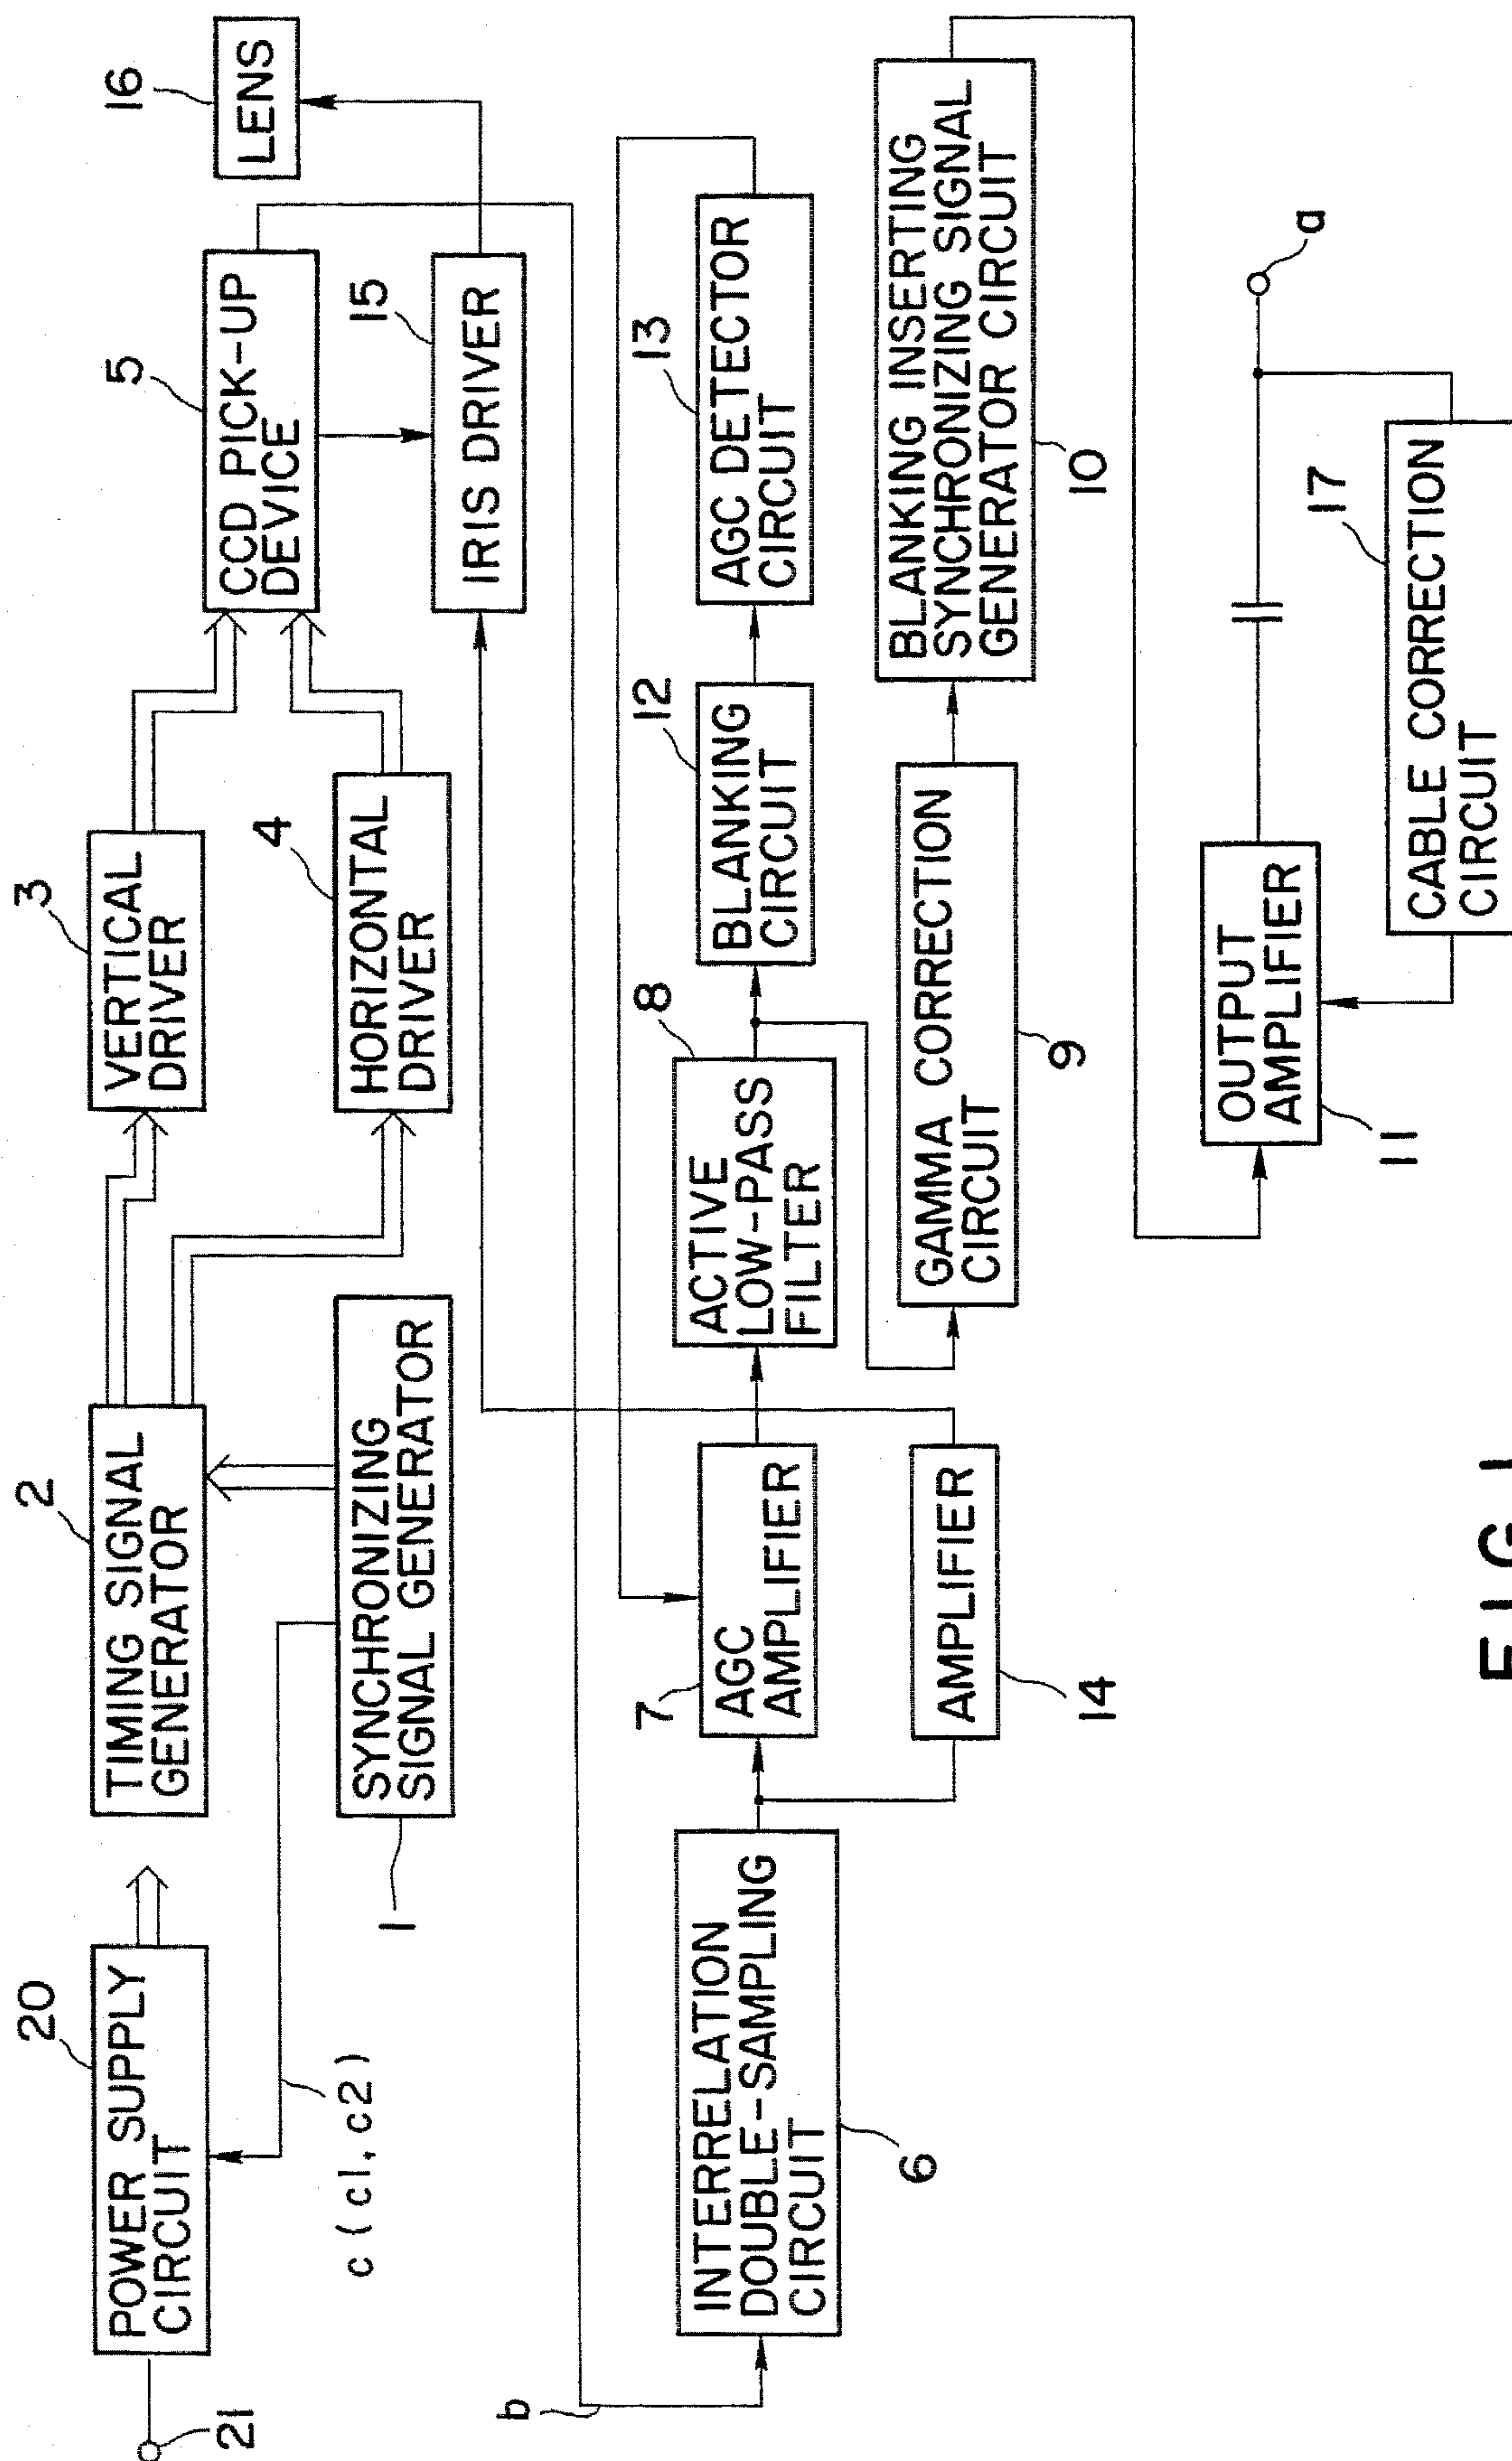 21
20
POWER SUPPLY
CIRCUIT
c ( c1, c2 )
2
TIMING SIGNAL
GENERATOR
1
SYNCHRONIZING
SIGNAL GENERATOR
3
VERTICAL
DRIVER
4
HORIZONTAL
DRIVER
5
CCD PICK-UP
DEVICE
15
IRIS DRIVER
16
LENS
b
INTERRELATION
DOUBLE-SAMPLING
CIRCUIT
6
7
AGC
AMPLIFIER
AMPLIFIER
14
8
ACTIVE
LOW-PASS
FILTER
12
BLANKING
CIRCUIT
13
AGC DETECTOR
CIRCUIT
GAMMA CORRECTION
CIRCUIT
9
BLANKING INSERTING
SYNCHRONIZING SIGNAL
GENERATOR CIRCUIT
10
OUTPUT
AMPLIFIER
11
a
17
CABLE CORRECTION
CIRCUIT
FIG. 1